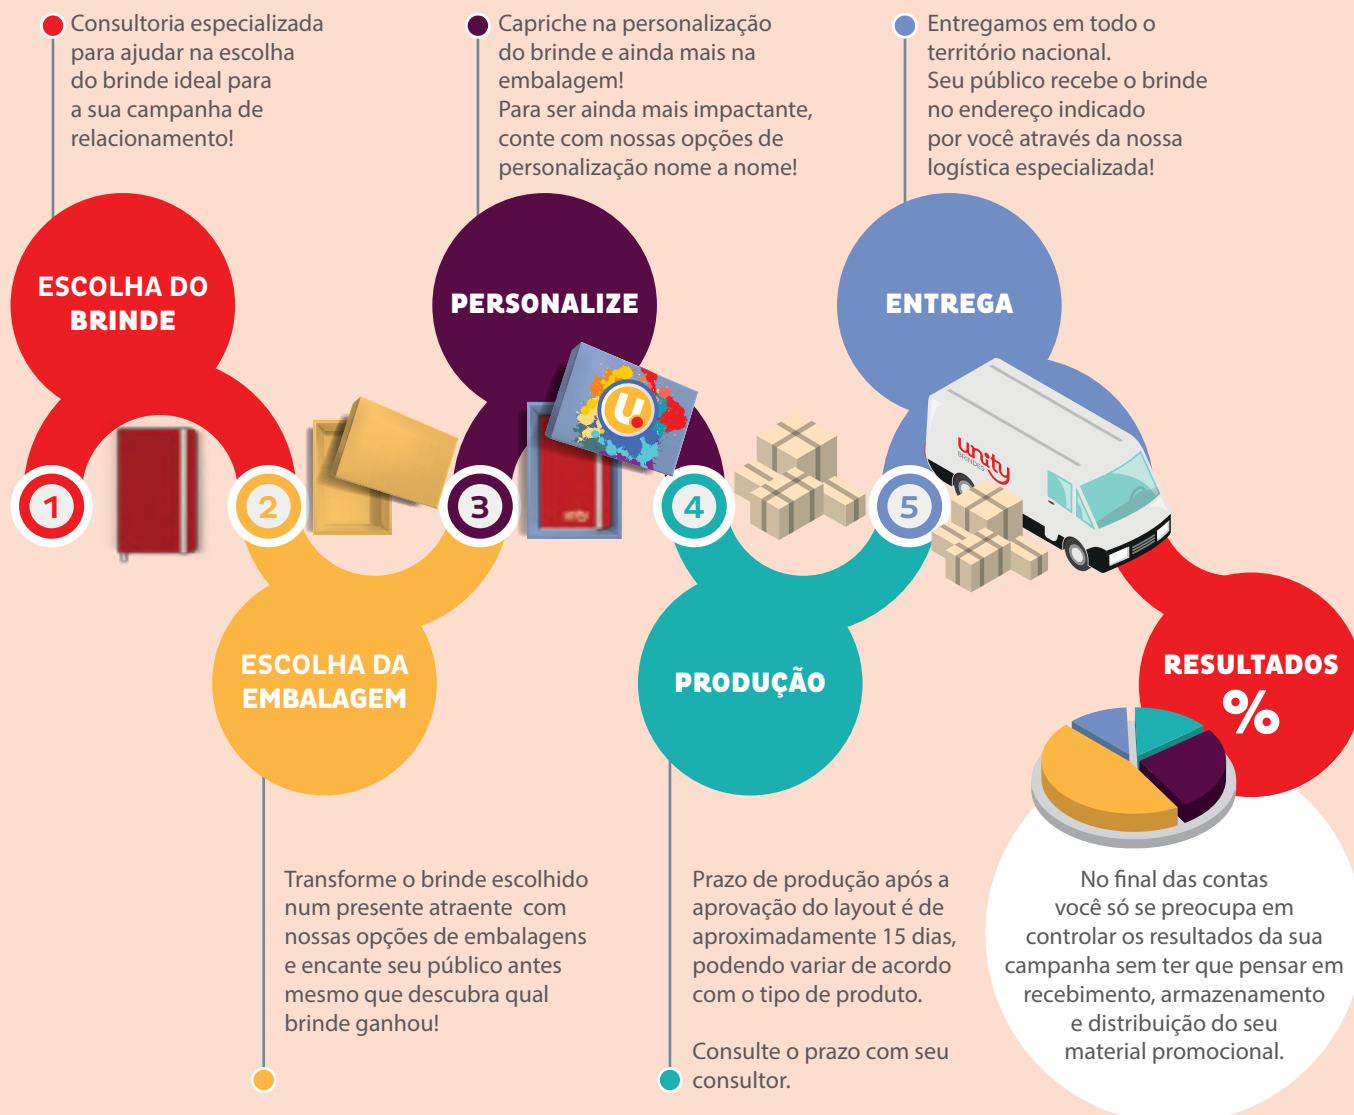 Consultoria especializada
para ajudar na escolha
do brinde ideal para
a sua campanha de
relacionamento!
Capriche na personalização
do brinde e ainda mais na
embalagem!
Para ser ainda mais impactante,
conte com nossas opções de
personalização nome a nome!
Entregamos em todo o
território nacional.
Seu público recebe o brinde
no endereço indicado
por você através da nossa
logística especializada!
ESCOLHA DO
BRINDE
PERSONALIZE
ENTREGA
U
unity
BRINDES
unity
1
2
3
4
5
ESCOLHA DA
EMBALAGEM
PRODUÇÃO
RESULTADOS
%
Transforme o brinde escolhido
num presente atraente com
nossas opções de embalagens
e encante seu público antes
mesmo que descubra qual
brinde ganhou!
Prazo de produção após a
aprovação do layout é de
aproximadamente 15 dias,
podendo variar de acordo
com o tipo de produto.
Consulte o prazo com seu
consultor.
No final das contas
você só se preocupa em
controlar os resultados da sua
campanha sem ter que pensar em
recebimento, armazenamento
e distribuição do seu
material promocional.